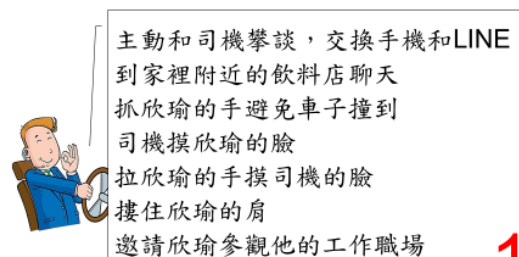 主動和司機攀談，交換手機和LINE
到家裡附近的飲料店聊天
抓欣瑜的手避免車子撞到
司機摸欣瑜的臉
拉欣瑜的手摸司機的臉
摟住欣瑜的肩
邀請欣瑜參觀他的工作職場
1